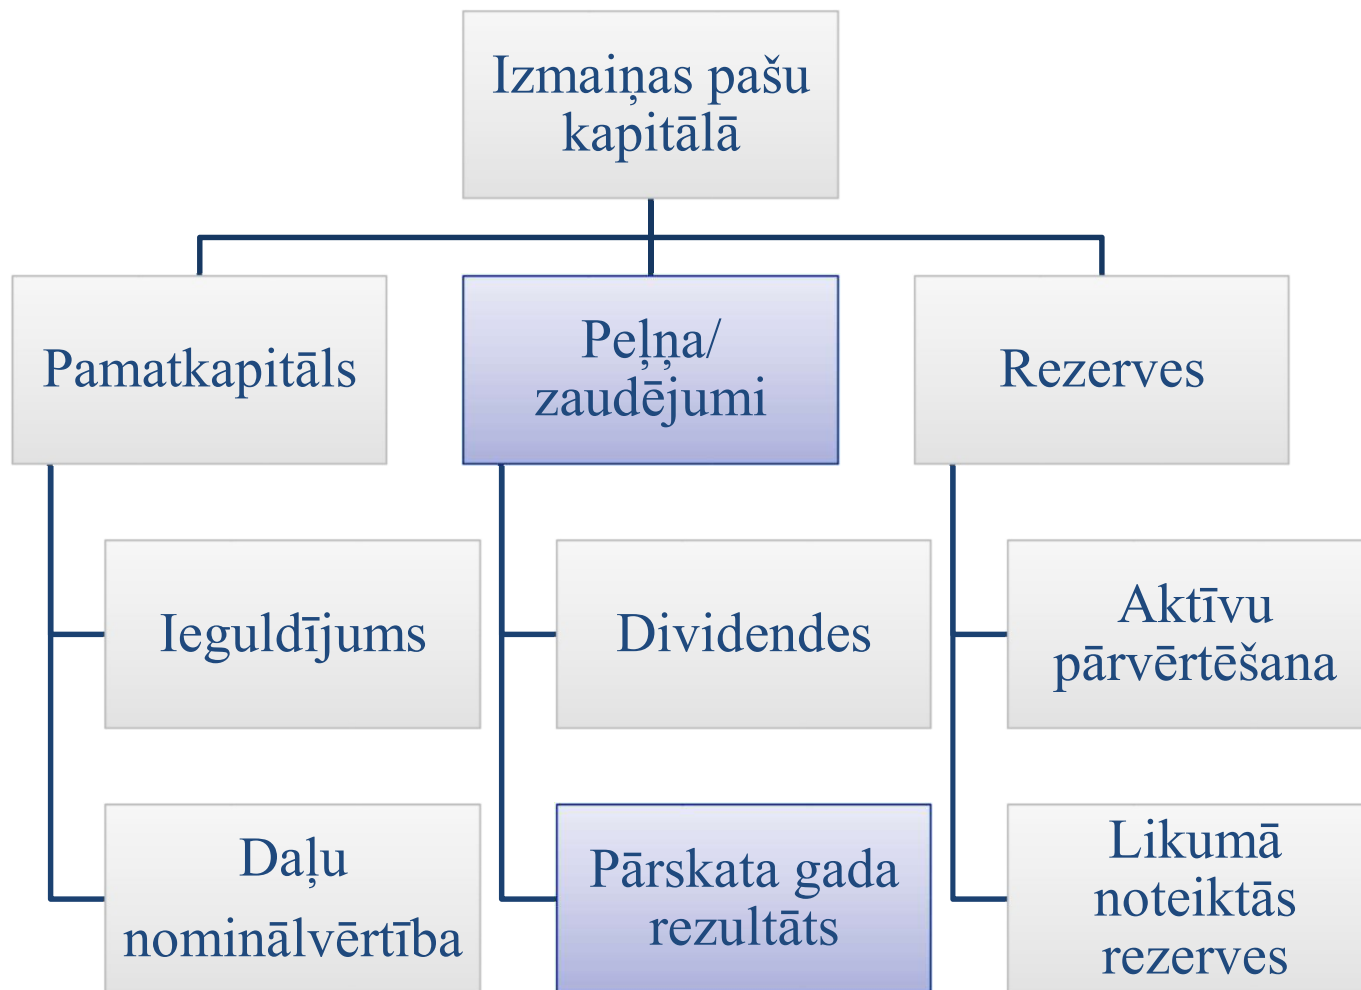 Izmaiņas pašu
kapitālā
Pamatkapitāls
Peļņa/
zaudējumi
Rezerves
Ieguldījums
Dividendes
Aktīvu
pārvērtēšana
Daļu
nominālvērtība
Pārskata gada
rezultāts
Likumā
noteiktās
rezerves